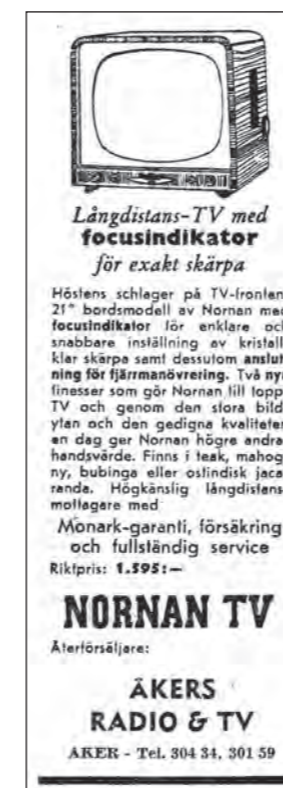 Långdistans-TV med
focusindikator
för exakt skärpa
Höstens schlager på TV-fronten
21" bordsmodell av Nornan med
focusindikator för enklare och
snabbare inställning av kristall-
klar skärpa samt dessutom anslut
ning för fjärrmanövrering. Två nya
finesser som gör Nornan till topp-
TV och genom den stora bild-
ytan och den gedigna kvaliteten
en dag ger Nornan högre andra-
handsvärde. Finns i teak, mahog-
ny, bubinga eller ostindisk jaca-
randa. Högkänslig långdistans-
mottagare med
Monark-garanti, försäkring
och fullständig service
Riktpris: 1.595:—
NORNAN TV
Återförsäljare:
ÅKERS
RADIO & TV
AKER - Tel. 304 34, 301 59